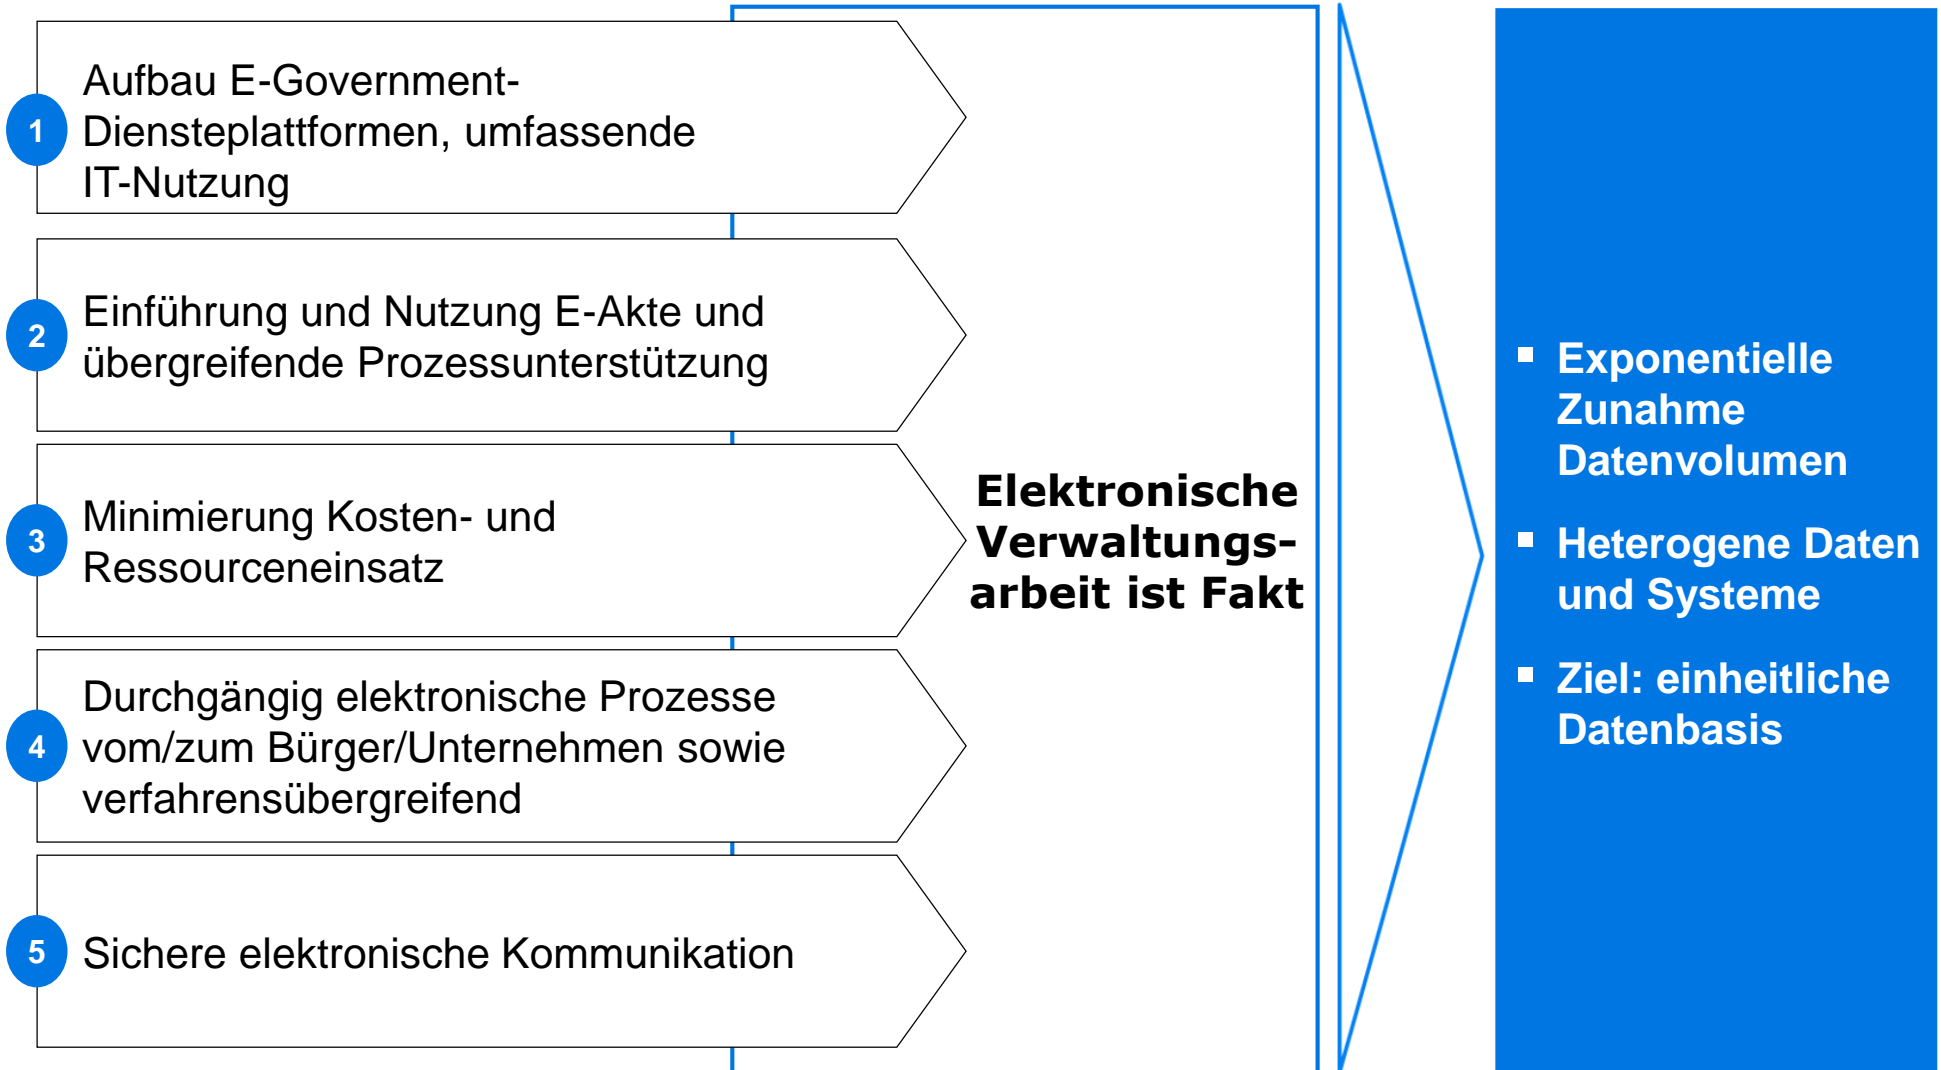 1
Aufbau E-Government-
Diensteplattformen, umfassende
IT-Nutzung
2
Einführung und Nutzung E-Akte und
übergreifende Prozessunterstützung
3
Minimierung Kosten- und
Ressourceneinsatz
4
Durchgängig elektronische Prozesse
vom/zum Bürger/Unternehmen sowie
verfahrensübergreifend
5
Sichere elektronische Kommunikation
Elektronische
Verwaltungs-
arbeit ist Fakt
Exponentielle
Zunahme
Datenvolumen
Heterogene Daten
und Systeme
Ziel: einheitliche
Datenbasis